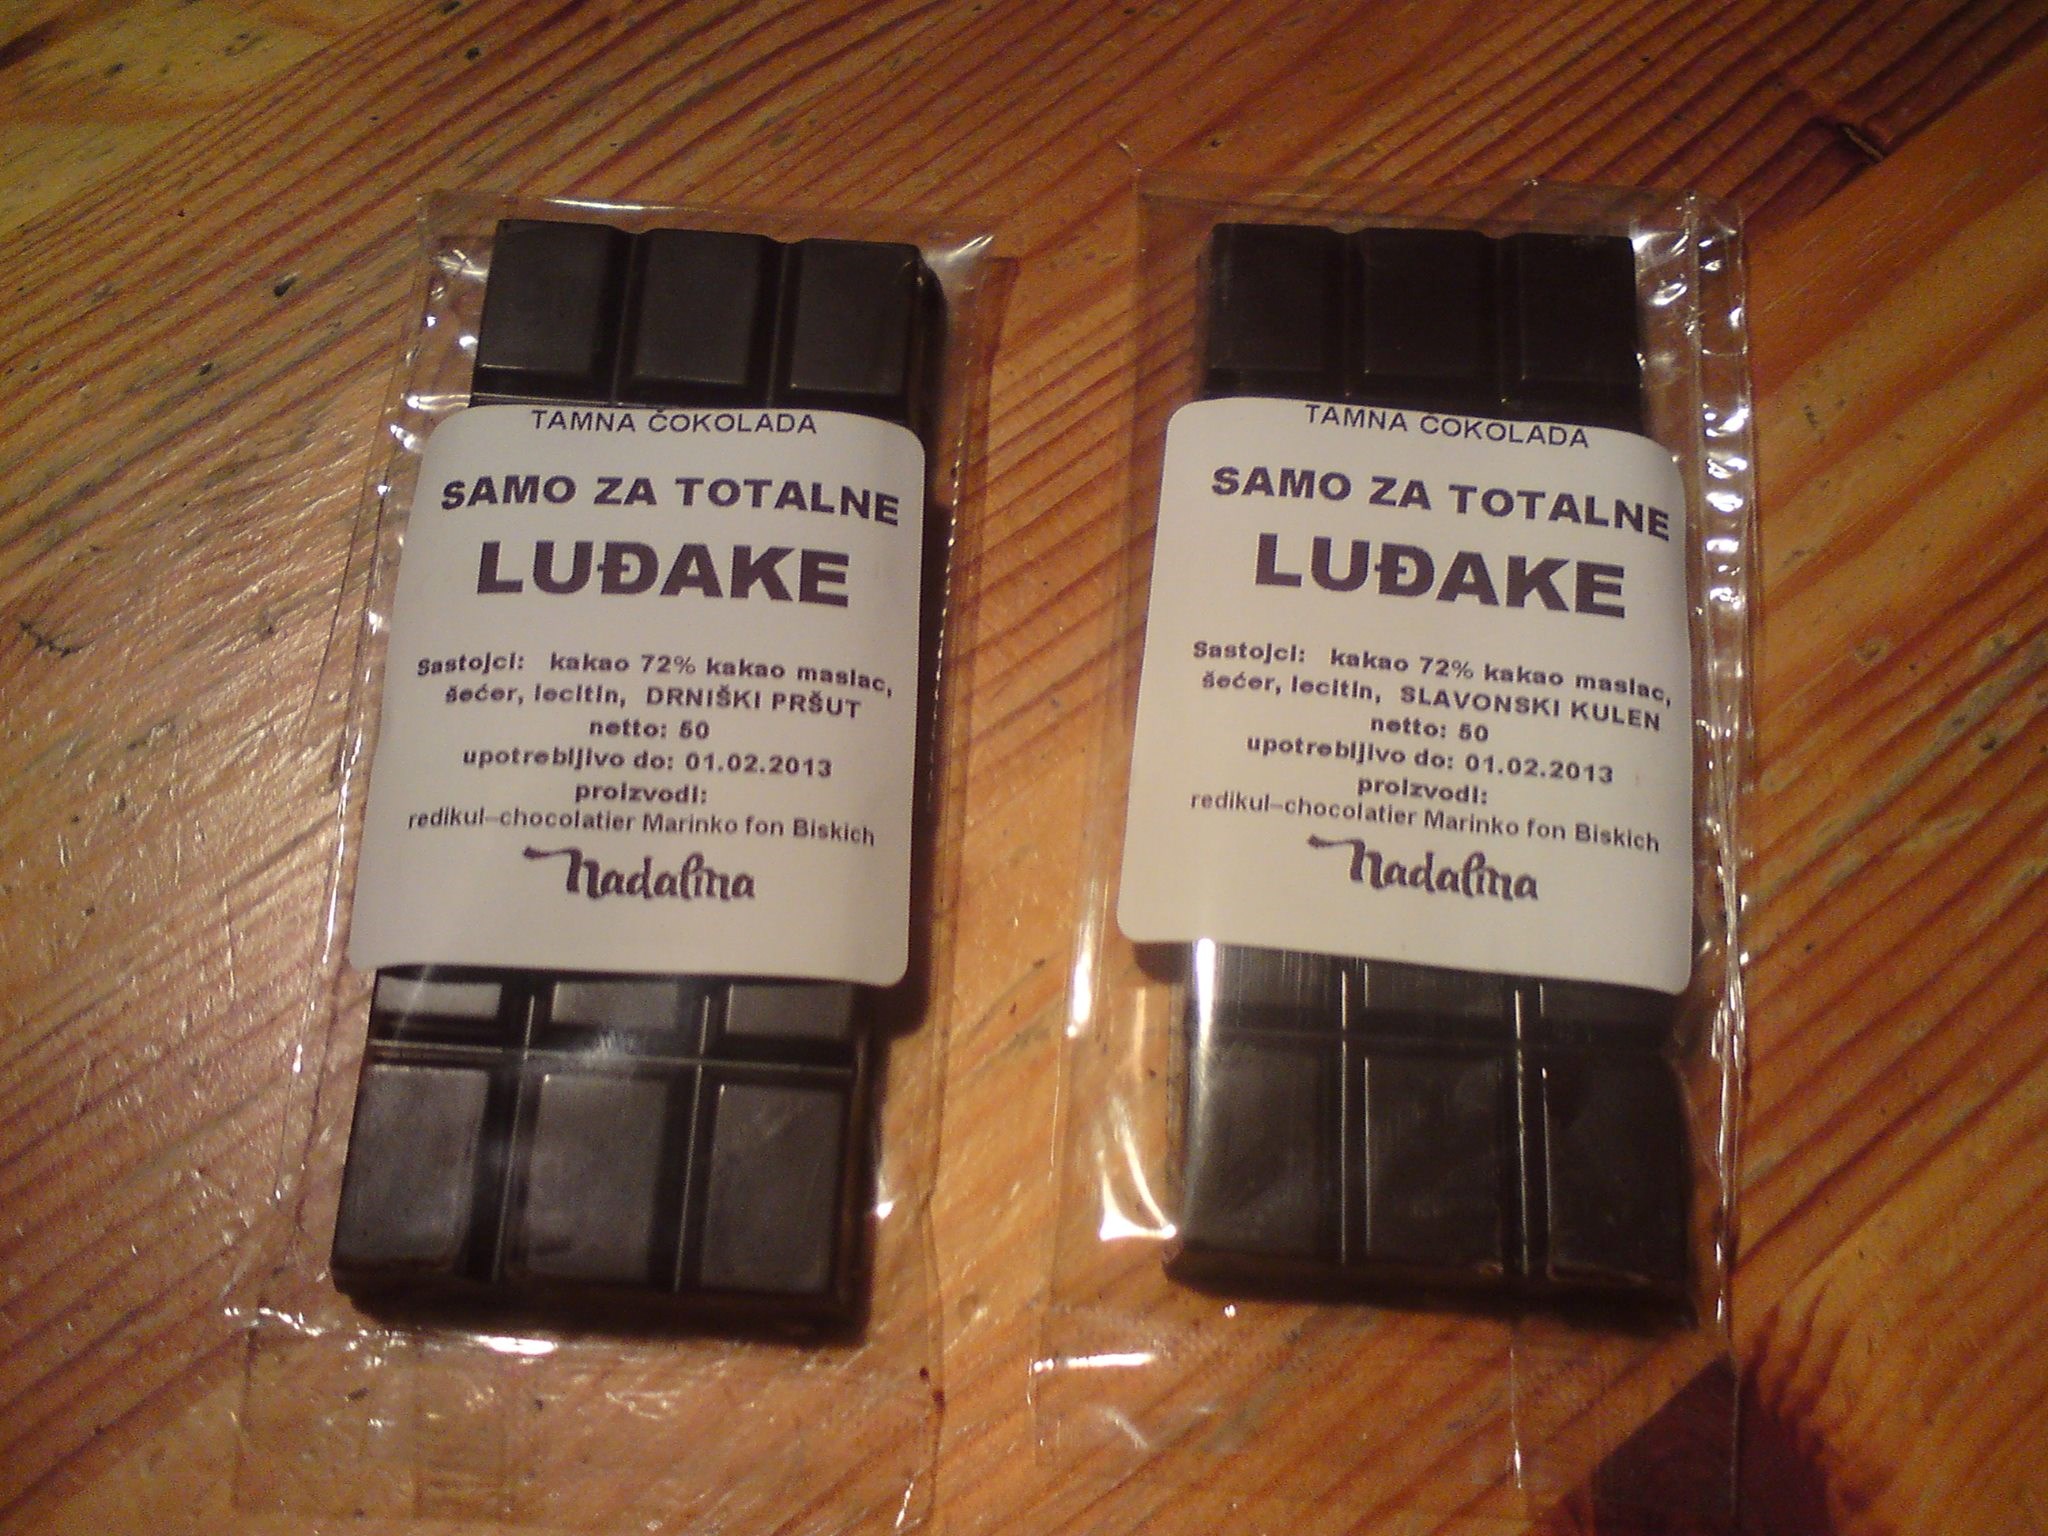 TAMNA ČOKOLADA
SAMO ZA TOTALNE
LUĐAKE
Sastojci: kakao 72% kakao maslac,
šećer, lecitin, DRNIŠKI PRŠUT
netto: 50
upotrebljivo do: 01.02.2013
proizvodi:
redikul-chocolatier Marinko fon Biskich
Nadalina
TAMNA ČOKOLADA
SAMO ZA TOTALNE
LUĐAKE
Sastojci: kakao 72% kakao maslac,
šećer, lecitin, SLAVONSKI KULEN
netto: 50
upotrebljivo do: 01.02.2013
proizvodi:
redikul-chocolatier Marinko fon Biskich
Nadalina